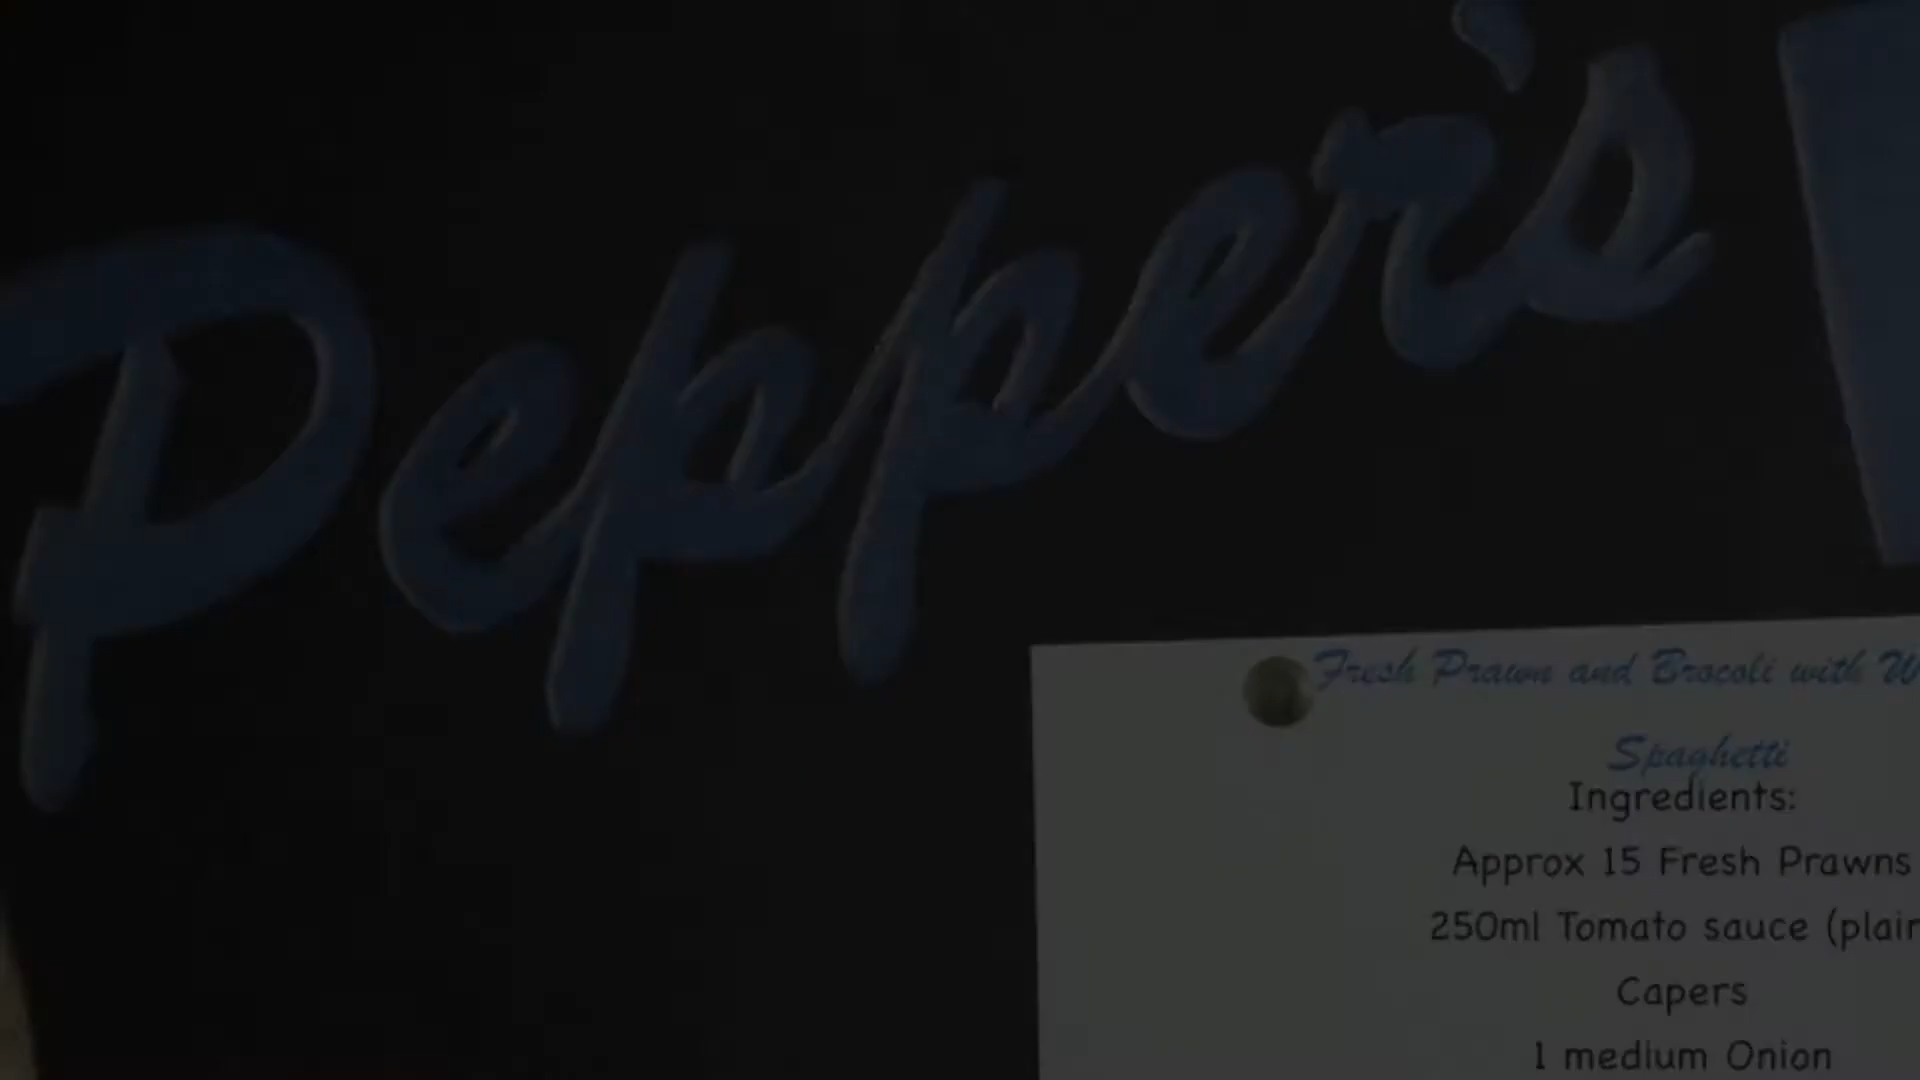 Pepper's
Fresh Prawn and Brocoli with
Spaghetti
Ingredients:
Approx 15 Fresh Prawns
250ml Tomato sauce (plain
Capers
1 medium Onion